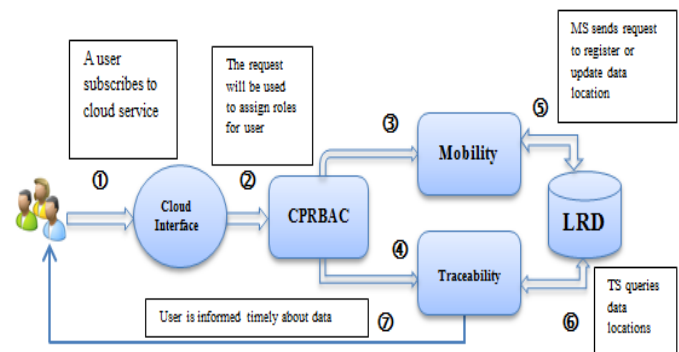 A user
subscribes to
cloud service
The request
will be used
to assign roles
for user
MS sends request
to register or
update data
location
①
②
③
④
⑤
⑥
⑦
Cloud
Interface
CPRBAC
Mobility
Traceability
LRD
TS queries
data
locations
User is informed timely about data